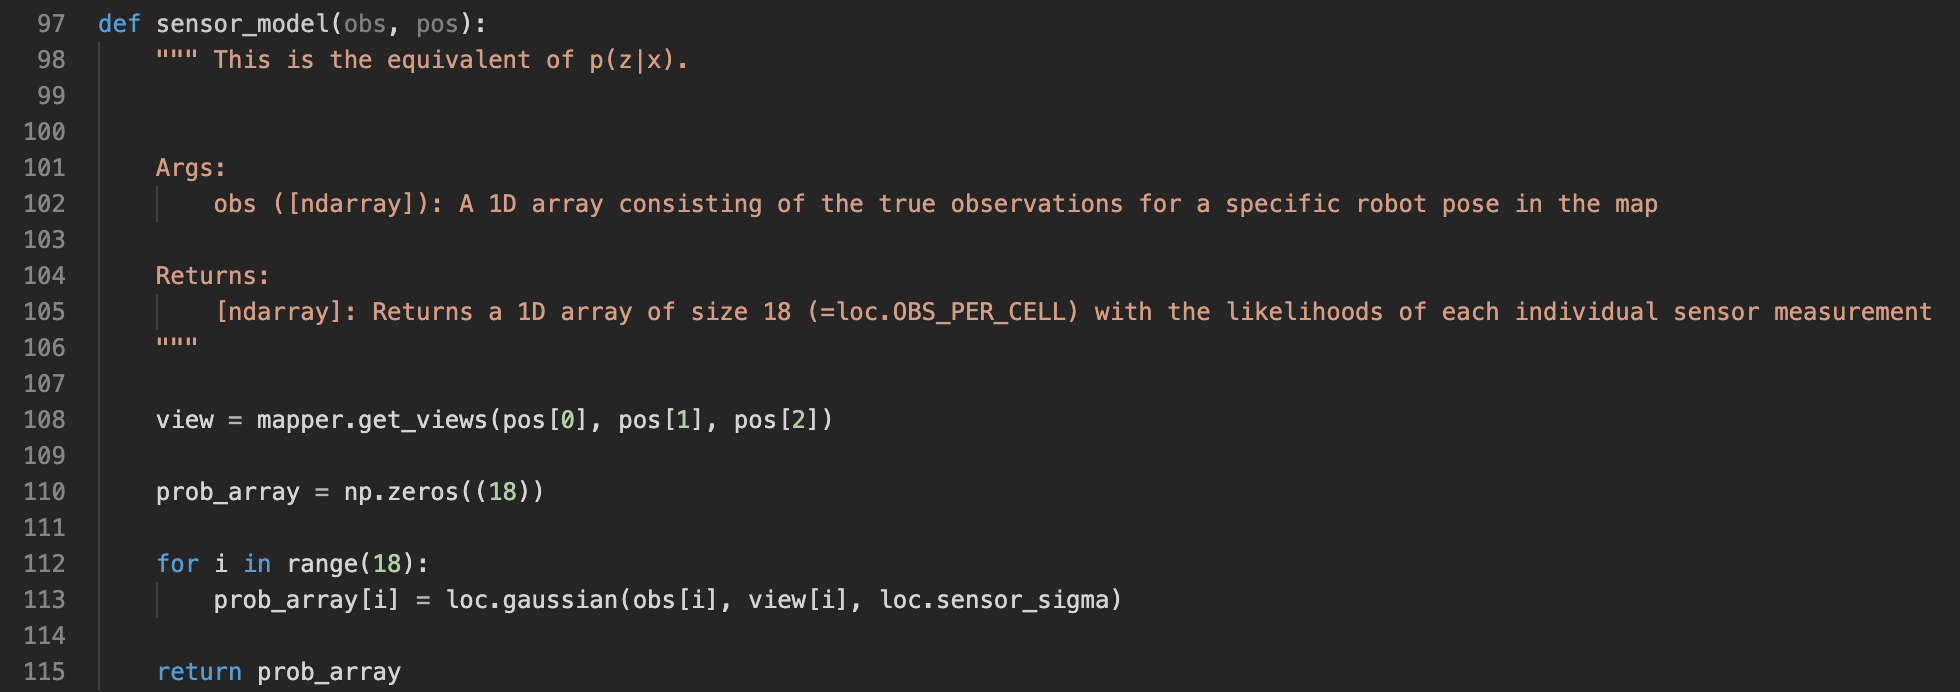 97 def sensor_model(obs, pos):
98 """ This is the equivalent of p(z|x).
99
100
101 Args:
102 obs ([ndarray]): A 1D array consisting of the true observations for a specific robot pose in the map
103
104 Returns:
105 [ndarray]: Returns a 1D array of size 18 (=loc.OBS_PER_CELL) with the likelihoods of each individual sensor measurement
106 """
107
108 view = mapper.get_views(pos[0], pos[1], pos[2])
109
110 prob_array = np.zeros((18))
111
112 for i in range(18):
113 prob_array[i] = loc.gaussian(obs[i], view[i], loc.sensor_sigma)
114
115 return prob_array